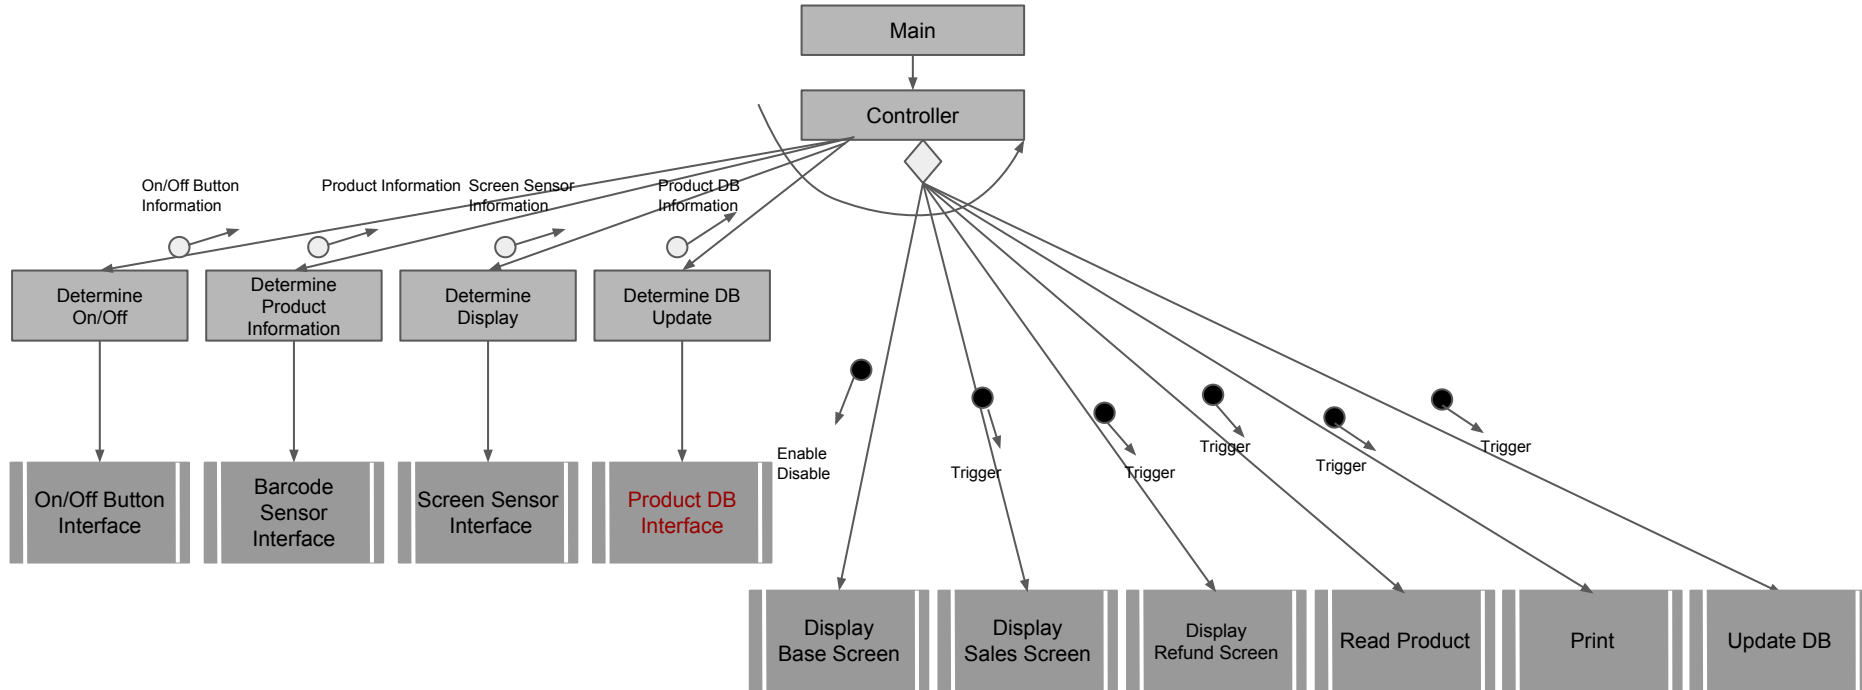 Main
Controller
On/Off Button
Information
Product Information
Screen Sensor
Information
Product DB
Information
Determine
On/Off
Determine
Product
Information
Determine
Display
Determine DB
Update
Enable
Disable
Trigger
Trigger
Trigger
Trigger
Trigger
On/Off Button
Interface
Barcode
Sensor
Interface
Screen Sensor
Interface
Product DB
Interface
Display
Base Screen
Display
Sales Screen
Display
Refund Screen
Read Product
Print
Update DB